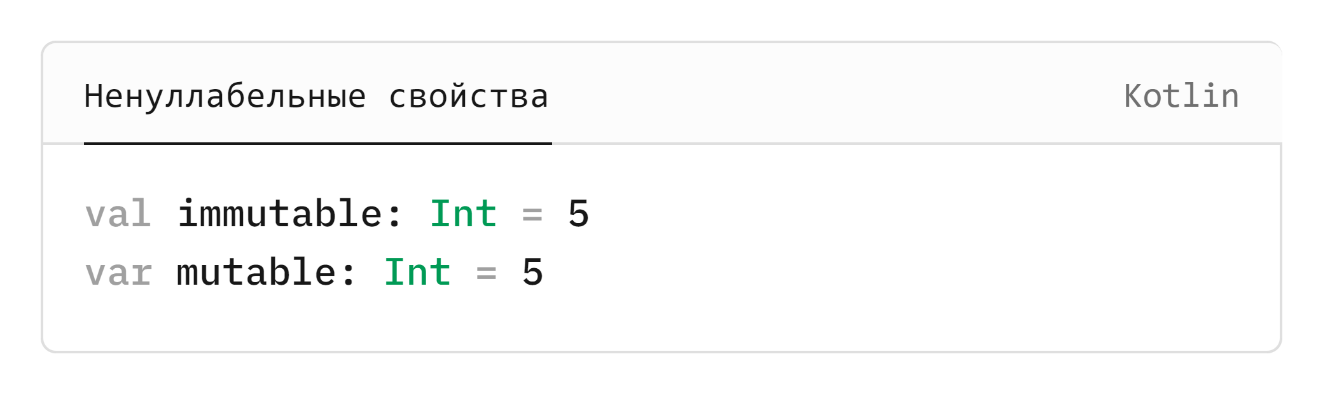 Ненуллабельные свойства
Kotlin
val immutable: Int = 5
var mutable: Int = 5